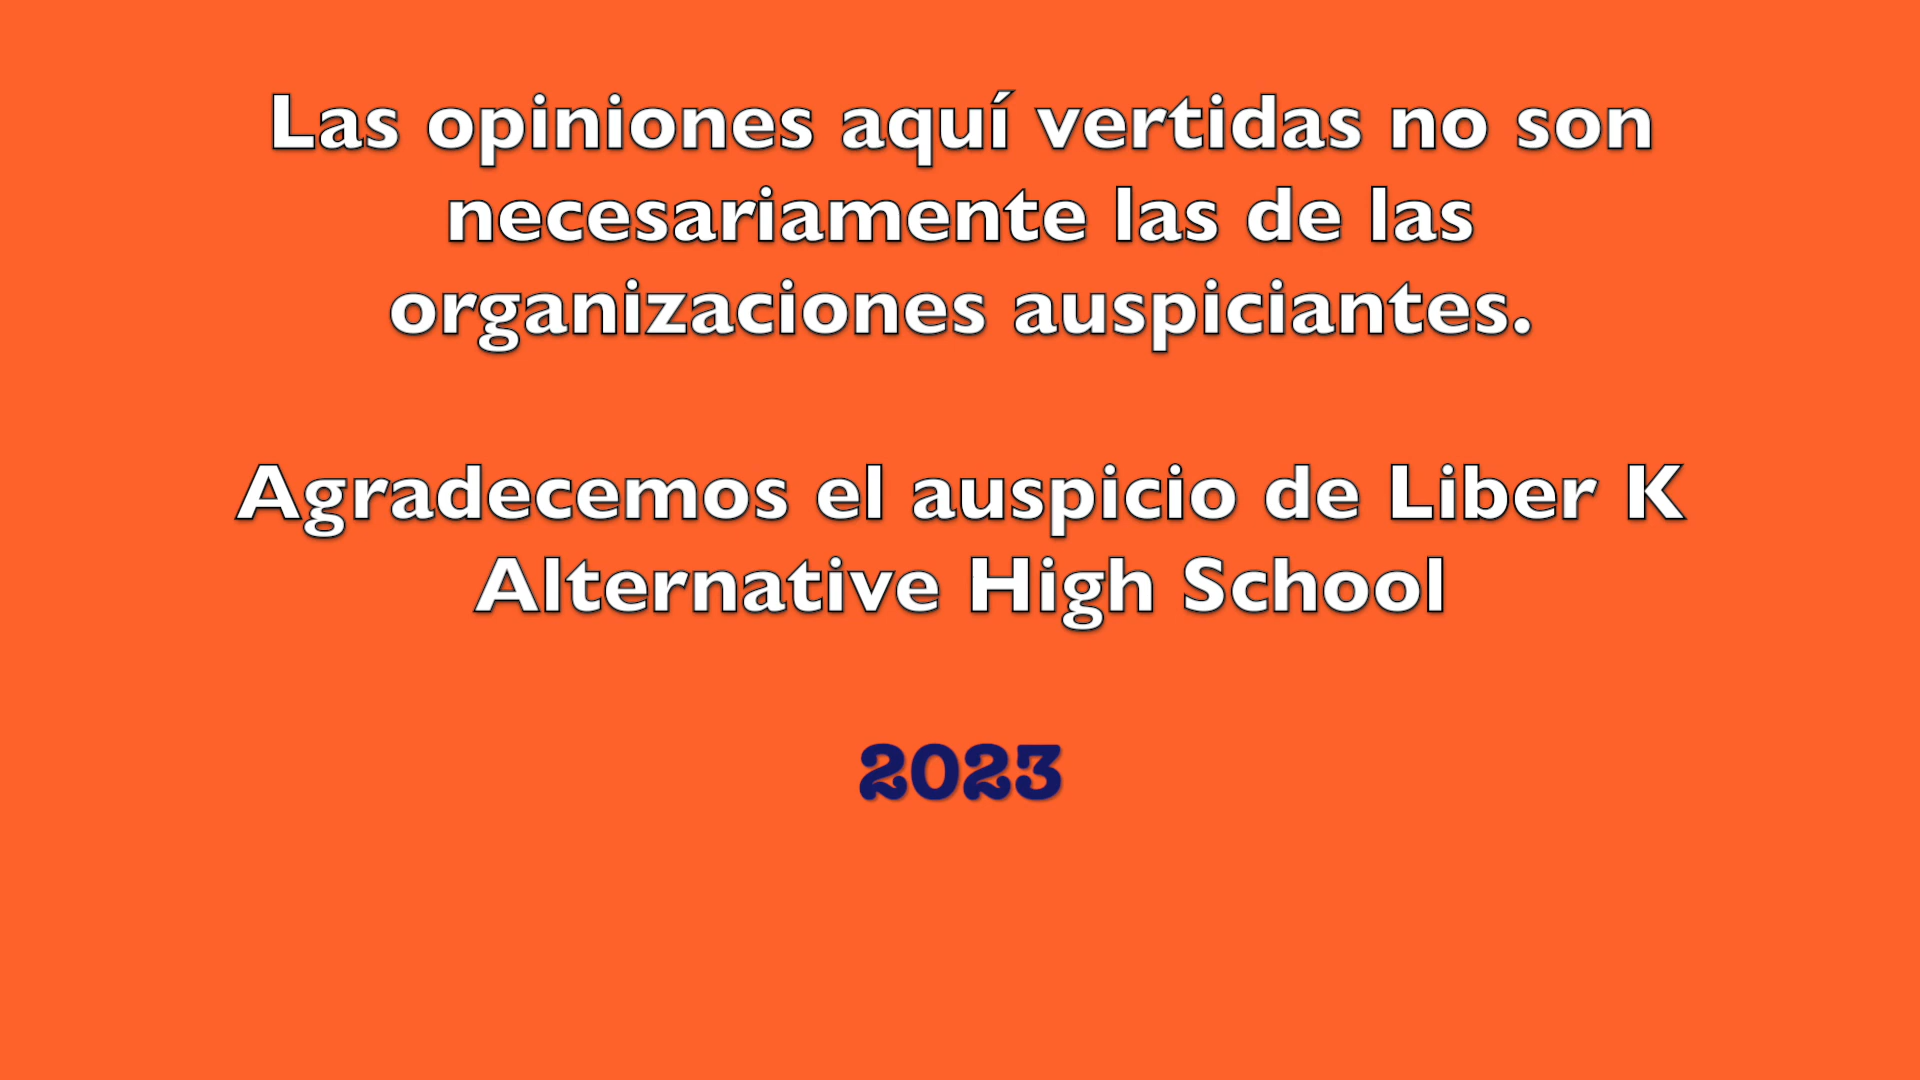 Las opiniones aquí vertidas no son
necesariamente las de las
organizaciones auspiciantes.
Agradecemos el auspicio de Liber K
Alternative High School
2023